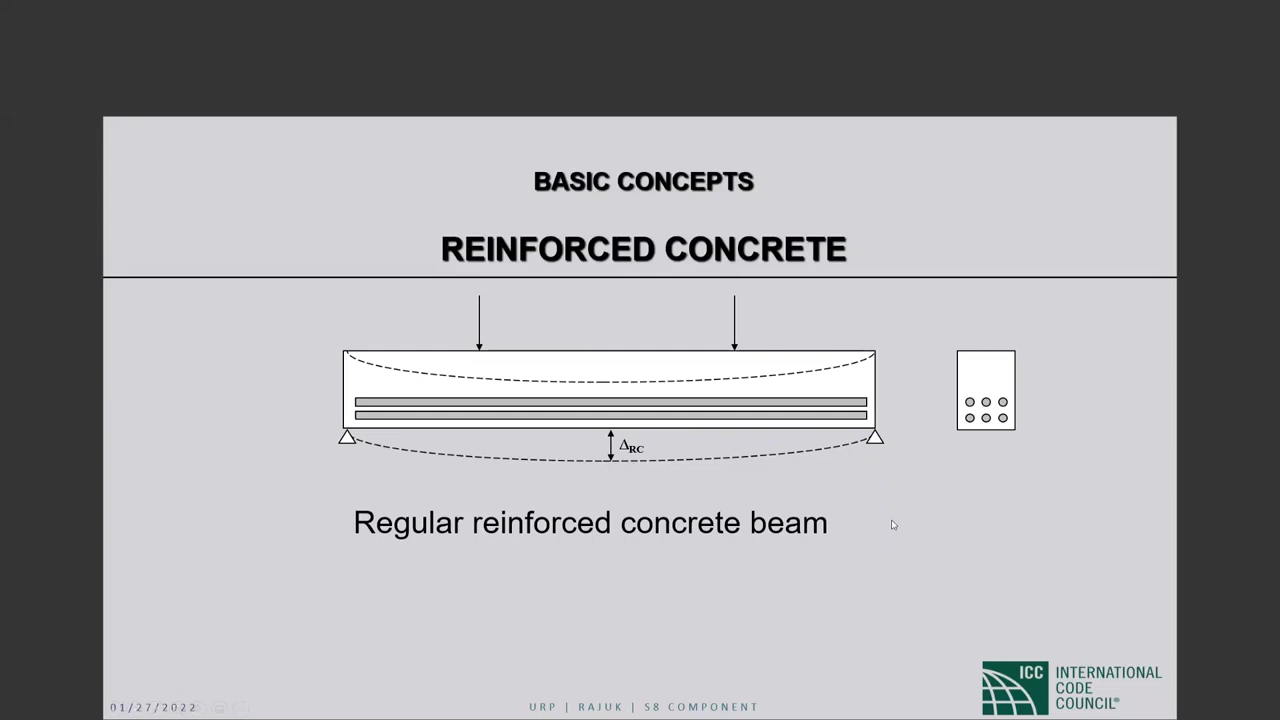 BASIC CONCEPTS
REINFORCED CONCRETE
ΔRC
Regular reinforced concrete beam
ICC INTERNATIONAL
CODE
COUNCIL®
01/27/2022
URP | RAJUK | S8 COMPONENT